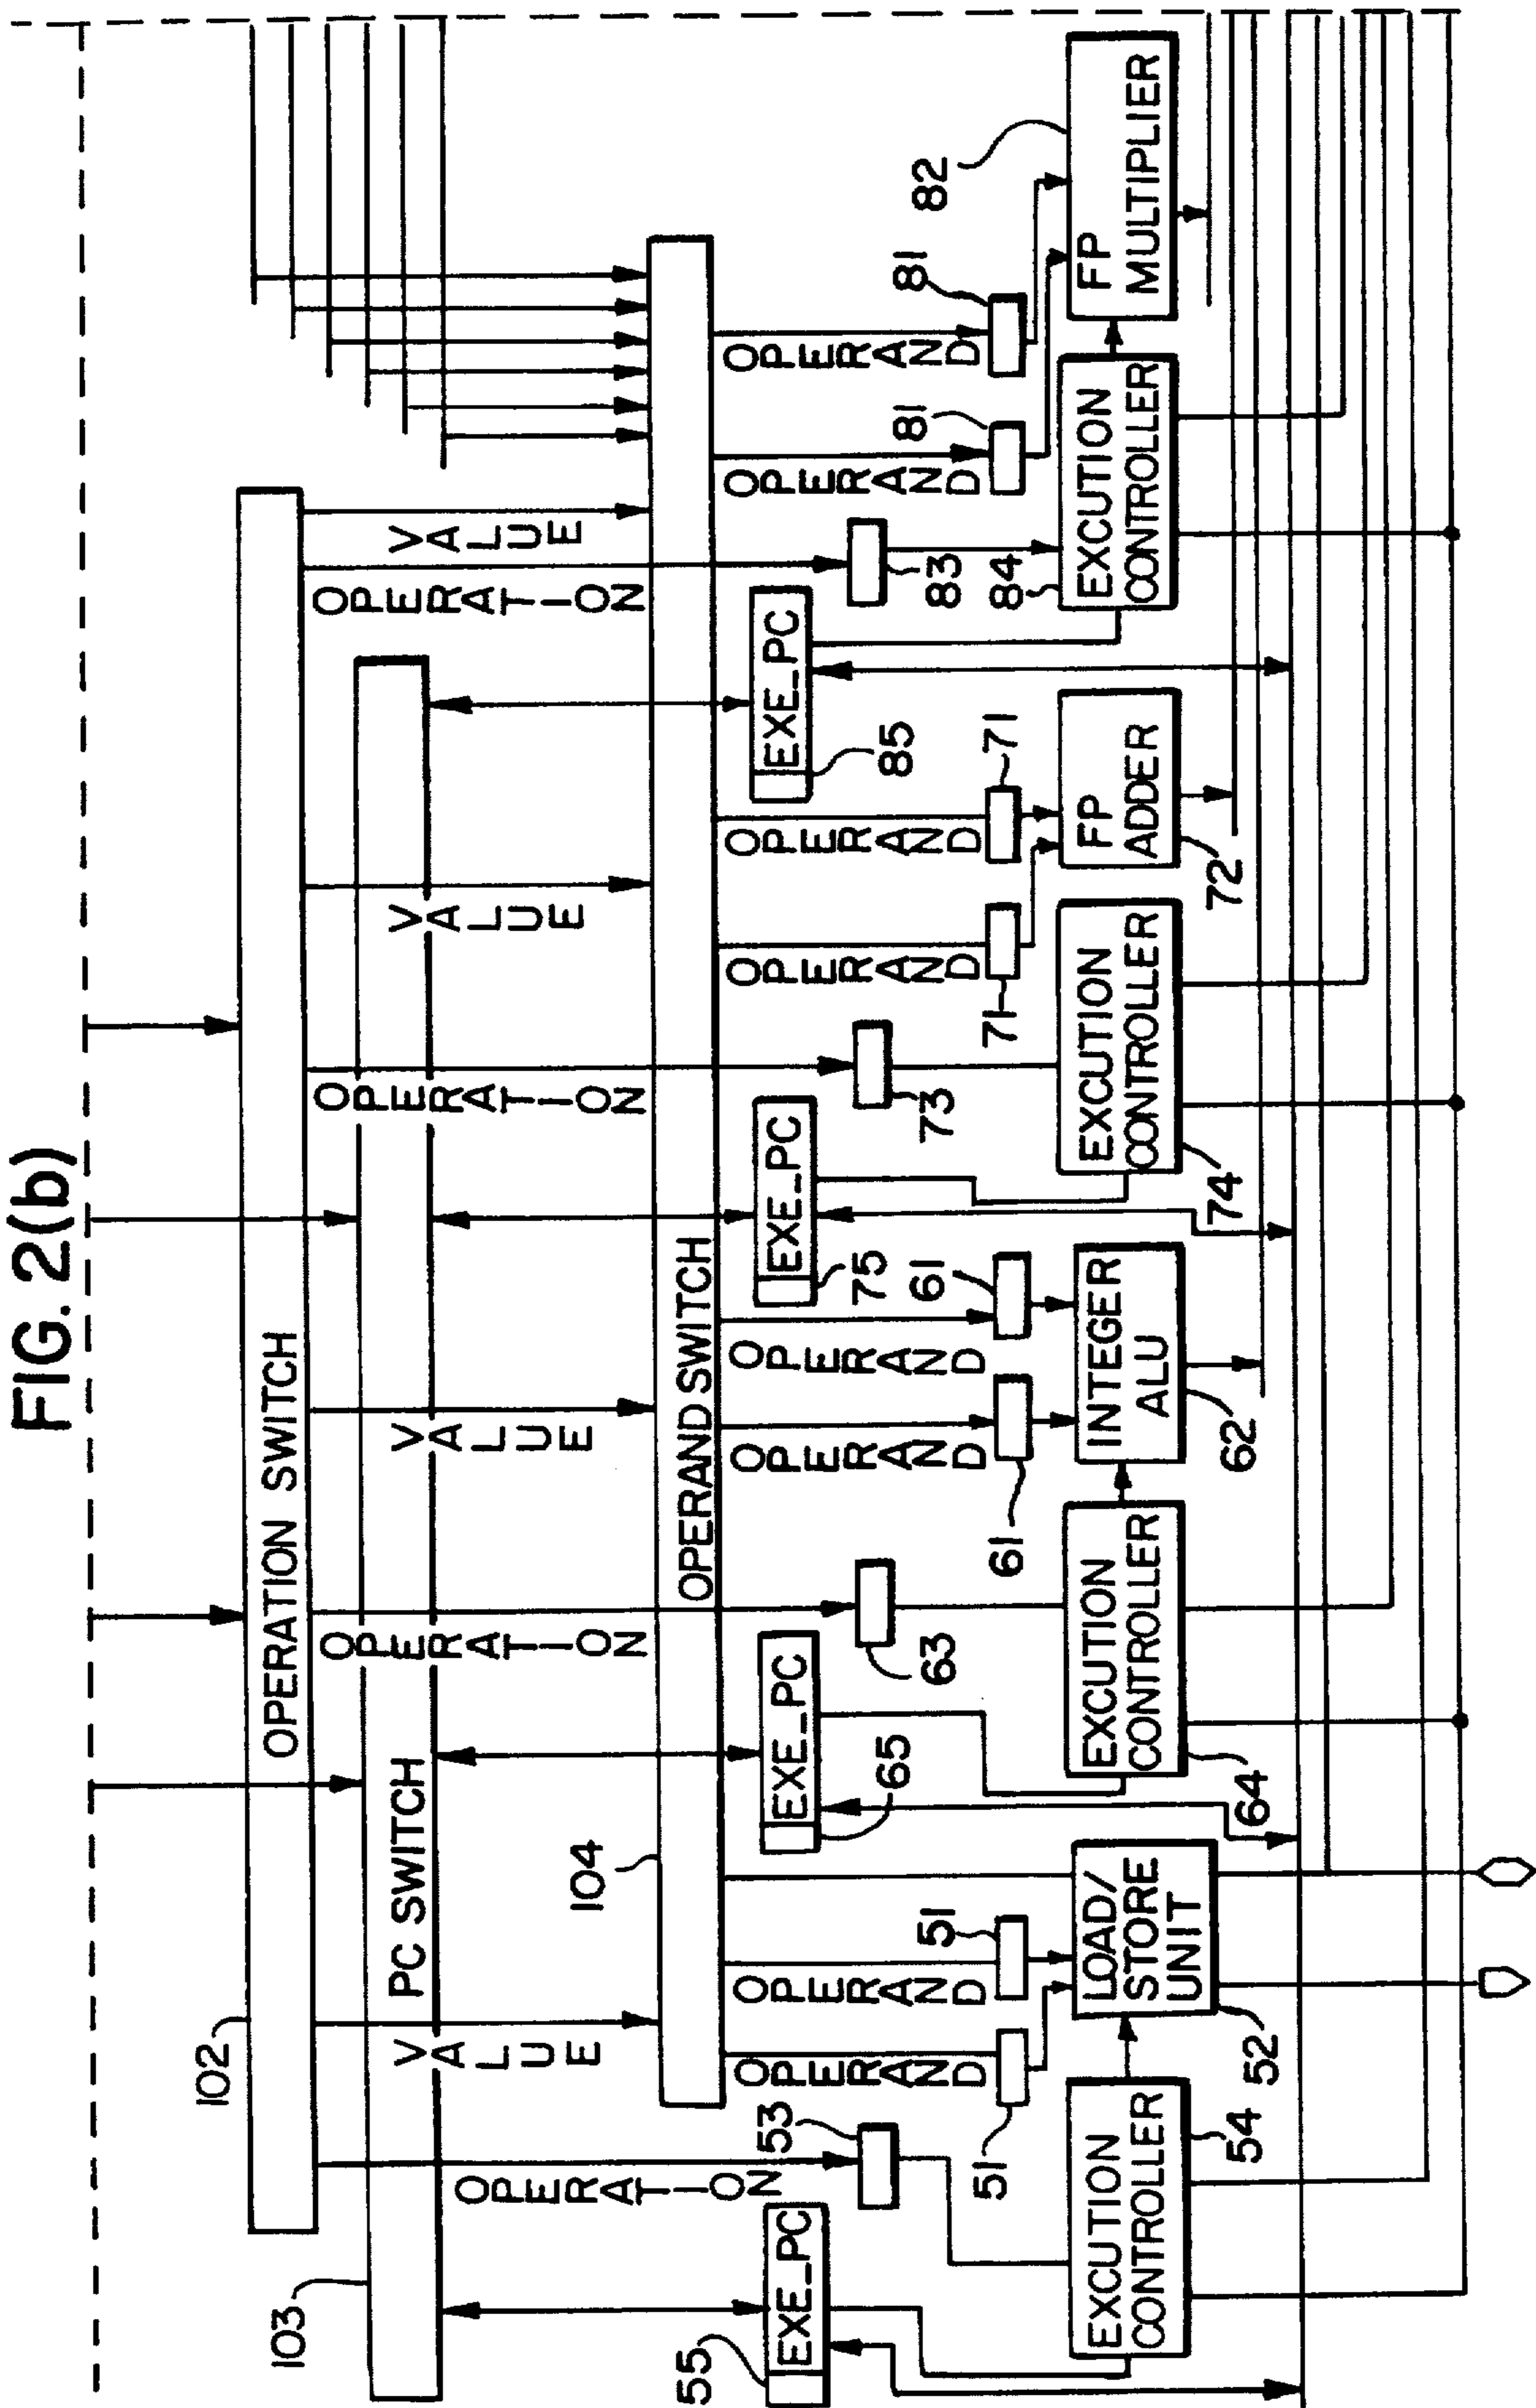 FIG. 2(b)
102
OPERATION SWITCH
103
PC SWITCH
OPERATION
VALUE
OPERATION
VALUE
OPERATION
VALUE
OPERATION
VALUE
104
OPERAND SWITCH
55
EXE_PC
53
OPERAND
OPERAND
51
51
65
EXE_PC
63
OPERAND
OPERAND
61
61
75
EXE_PC
73
OPERAND
OPERAND
71
71
85
EXE_PC
83
OPERAND
OPERAND
81
81
EXCUTION
CONTROLLER
54
LOAD/
STORE
UNIT
52
EXCUTION
CONTROLLER
64
INTEGER
ALU
62
EXCUTION
CONTROLLER
74
FP
ADDER
72
EXCUTION
CONTROLLER
84
FP
MULTIPLIER
82